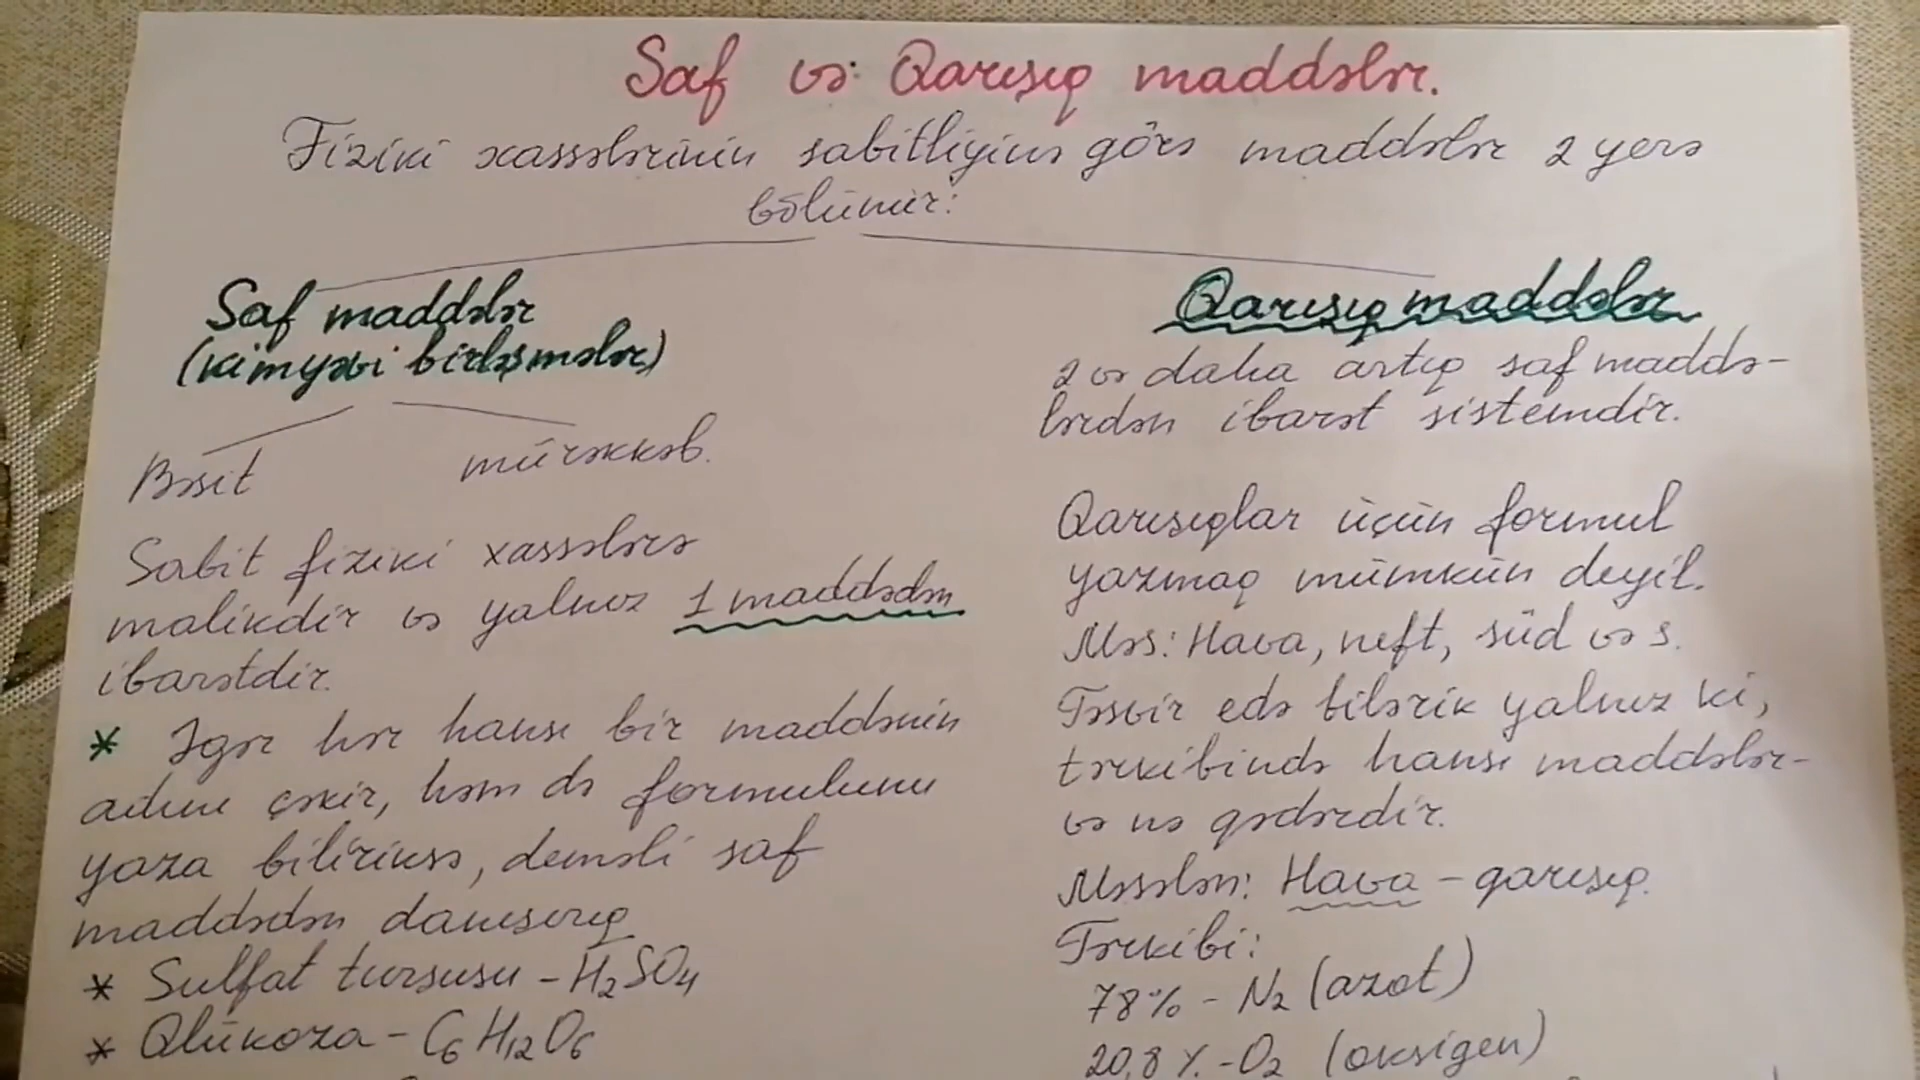 Saf və Qarışıq maddələr.
Fiziki xassələrinin sabitliyinə görə maddələr 2 yerə
bölünür:
Saf maddələr
(kimyəvi birləşmələr)
Bəsit
mürəkkəb.
Sabit fiziki xassələrə
malikdir və yalnız 1 maddədən
ibarətdir.
* Əgər hər hansı bir maddənin
adını çəkir, həm də formulunu
yaza biliriksə, deməli saf
maddədən danışırıq
* Sulfat turşusu - H₂SO₄
* Qlükoza - C₆H₁₂O₆
Qarışıq maddələr
2 və daha artıq saf maddə-
lərdən ibarət sistemdir.
Qarışıqlar üçün formul
yazmaq mümkün deyil.
Məs: Hava, neft, süd və s.
Təsvir edə bilərik yalnız ki,
tərkibində hansı maddələr-
və nə qədərdir.
Məsələn: Hava - qarışıq.
Tərkibi:
78% - N₂ (azot)
20,8 % - O₂ (oksigen)